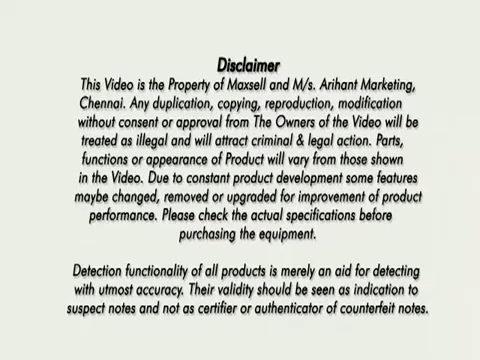 Disclaimer
This Video is the Property of Maxsell and M/s. Arihant Marketing,
Chennai. Any duplication, copying, reproduction, modification
without consent or approval from The Owners of the Video will be
treated as illegal and will attract criminal & legal action. Parts,
functions or appearance of Product will vary from those shown
in the Video. Due to constant product development some features
maybe changed, removed or upgraded for improvement of product
performance. Please check the actual specifications before
purchasing the equipment.
Detection functionality of all products is merely an aid for detecting
with utmost accuracy. Their validity should be seen as indication to
suspect notes and not as certifier or authenticator of counterfeit notes.